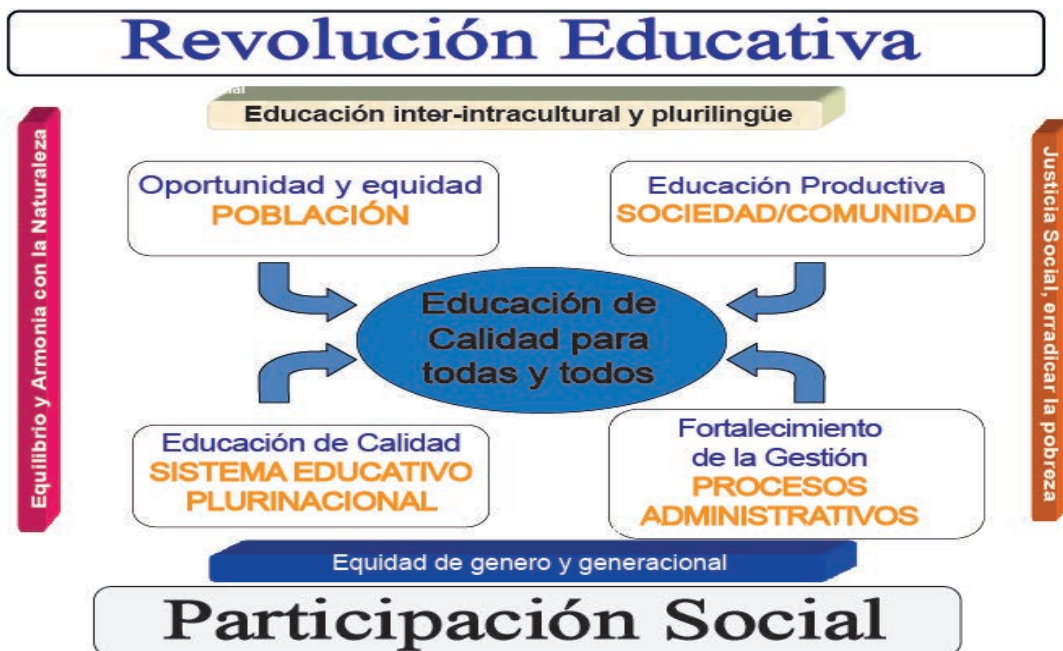 Revolución Educativa
Educación inter-intracultural y plurilingüe
Equilibrio y Armonia con la Naturaleza
Justicia Social, erradicar la pobreza
Oportunidad y equidad
POBLACIÓN
Educación Productiva
SOCIEDAD/COMUNIDAD
Educación de
Calidad para
todas y todos
Educación de Calidad
SISTEMA EDUCATIVO
PLURINACIONAL
Fortalecimiento
de la Gestión
PROCESOS
ADMINISTRATIVOS
Equidad de genero y generacional
Participación Social